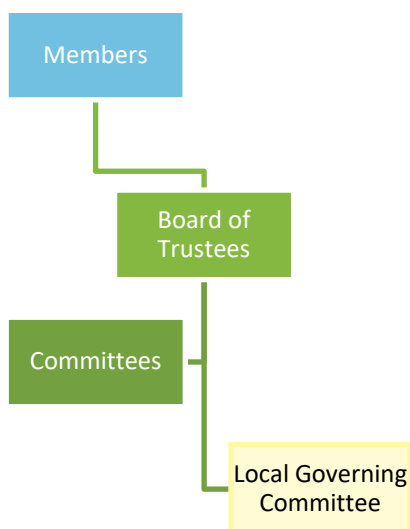 Members
Board of
Trustees
Committees
Local Governing
Committee